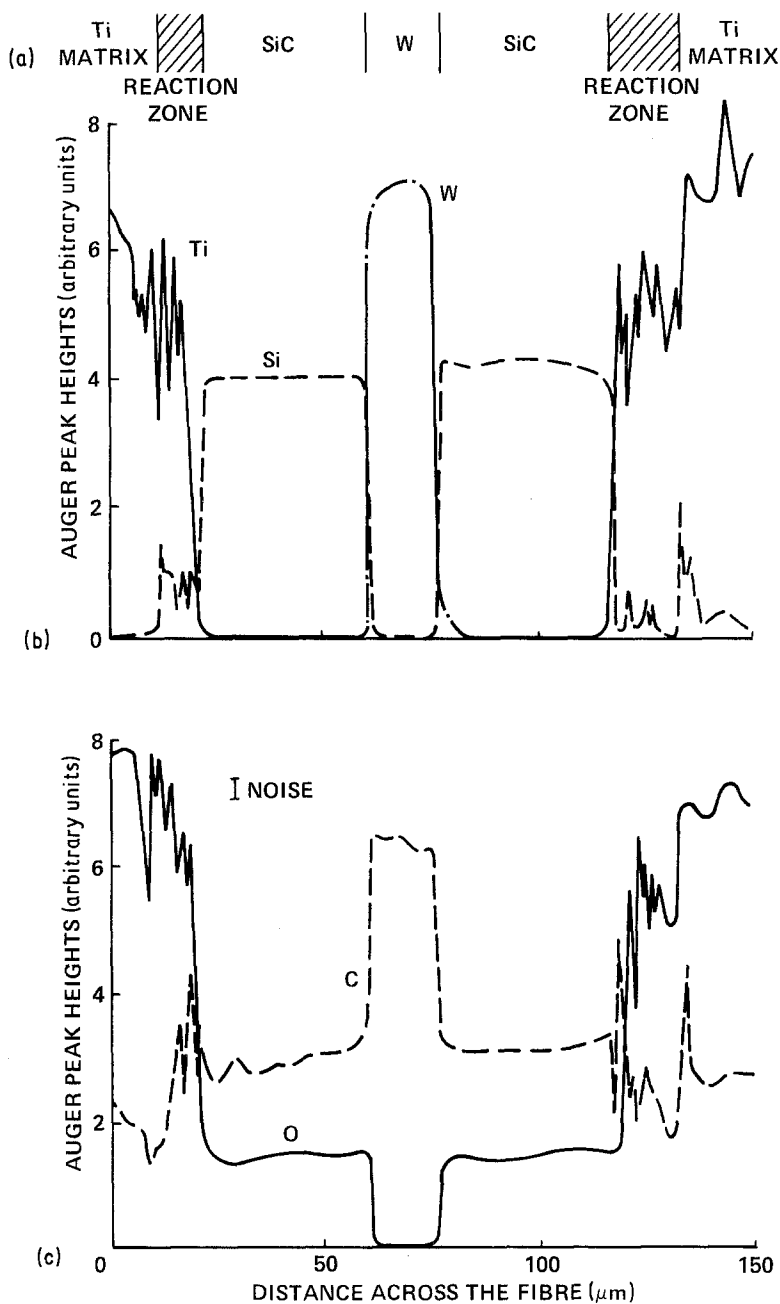 (a) Ti MATRIX SiC W SiC Ti MATRIX
REACTION ZONE REACTION ZONE
AUGER PEAK HEIGHTS (arbitrary units)
8
6
4
2
0
Ti
Si
W
(b)
AUGER PEAK HEIGHTS (arbitrary units)
8
6
4
2
I NOISE
C
O
(c)
0 50 100 150
DISTANCE ACROSS THE FIBRE (μm)